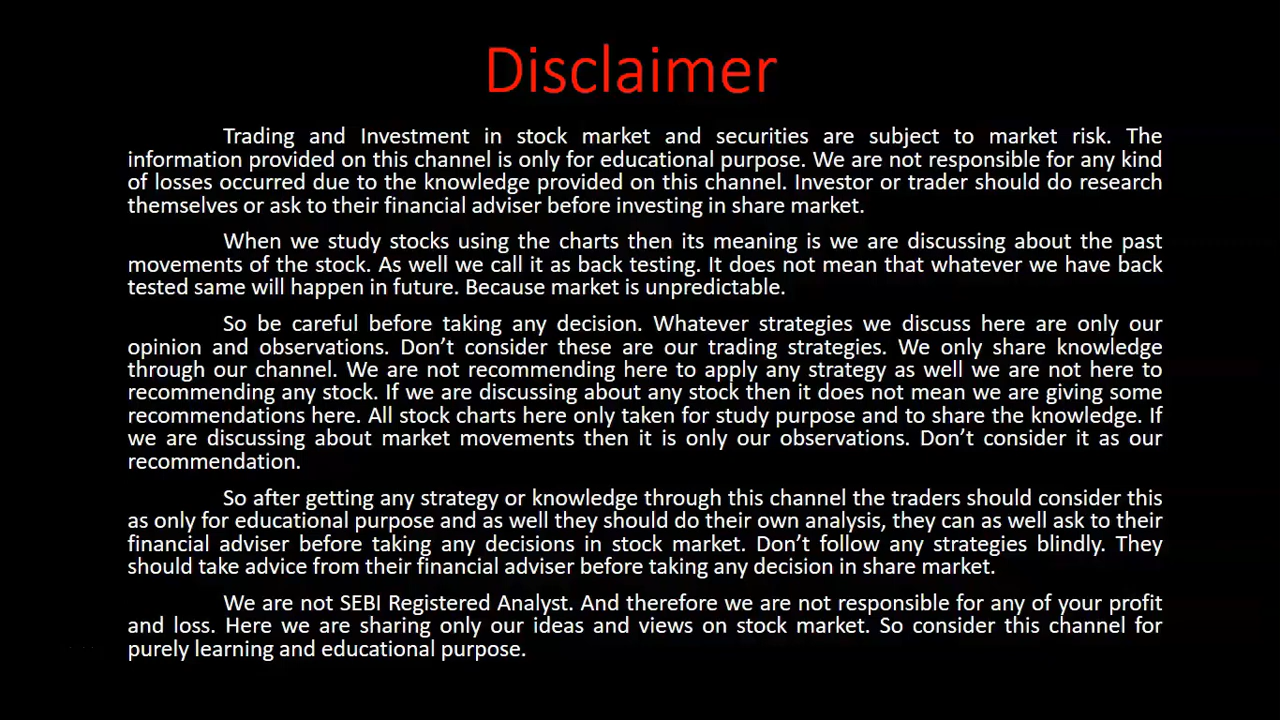 Disclaimer
Trading and Investment in stock market and securities are subject to market risk. The
information provided on this channel is only for educational purpose. We are not responsible for any kind
of losses occurred due to the knowledge provided on this channel. Investor or trader should do research
themselves or ask to their financial adviser before investing in share market.
When we study stocks using the charts then its meaning is we are discussing about the past
movements of the stock. As well we call it as back testing. It does not mean that whatever we have back
tested same will happen in future. Because market is unpredictable.
So be careful before taking any decision. Whatever strategies we discuss here are only our
opinion and observations. Don’t consider these are our trading strategies. We only share knowledge
through our channel. We are not recommending here to apply any strategy as well we are not here to
recommending any stock. If we are discussing about any stock then it does not mean we are giving some
recommendations here. All stock charts here only taken for study purpose and to share the knowledge. If
we are discussing about market movements then it is only our observations. Don’t consider it as our
recommendation.
So after getting any strategy or knowledge through this channel the traders should consider this
as only for educational purpose and as well they should do their own analysis, they can as well ask to their
financial adviser before taking any decisions in stock market. Don’t follow any strategies blindly. They
should take advice from their financial adviser before taking any decision in share market.
We are not SEBI Registered Analyst. And therefore we are not responsible for any of your profit
and loss. Here we are sharing only our ideas and views on stock market. So consider this channel for
purely learning and educational purpose.